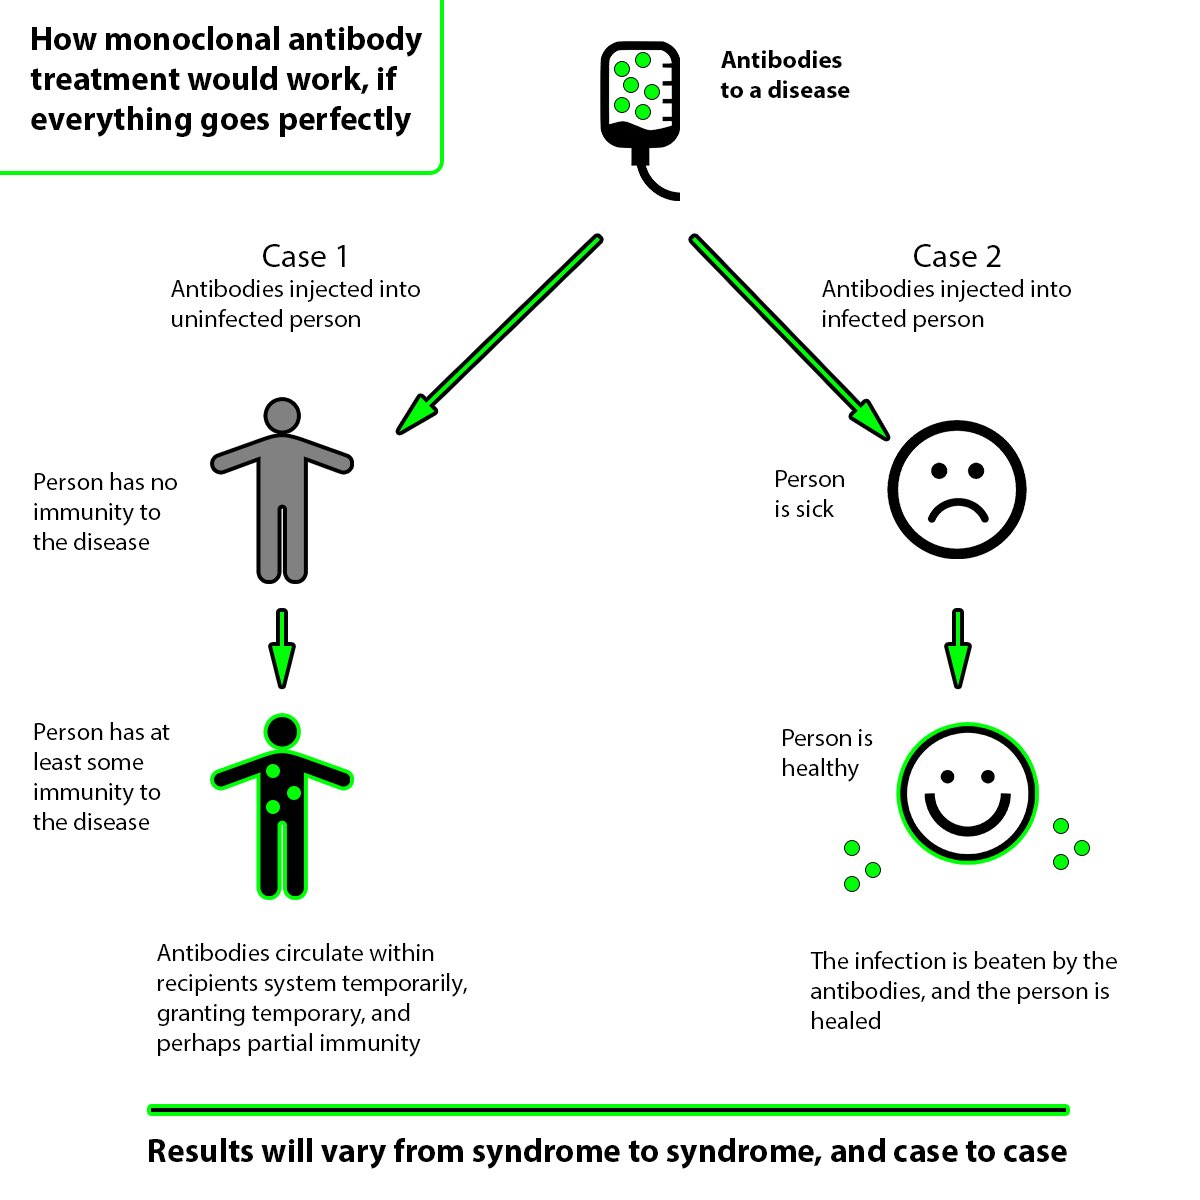 How monoclonal antibody
treatment would work, if
everything goes perfectly
Antibodies
to a disease
Case 1
Antibodies injected into
uninfected person
Case 2
Antibodies injected into
infected person
Person has no
immunity to
the disease
Person
is sick
Person has at
least some
immunity to
the disease
Person is
healthy
Antibodies circulate within
recipients system temporarily,
granting temporary, and
perhaps partial immunity
The infection is beaten by the
antibodies, and the person is
healed
Results will vary from syndrome to syndrome, and case to case